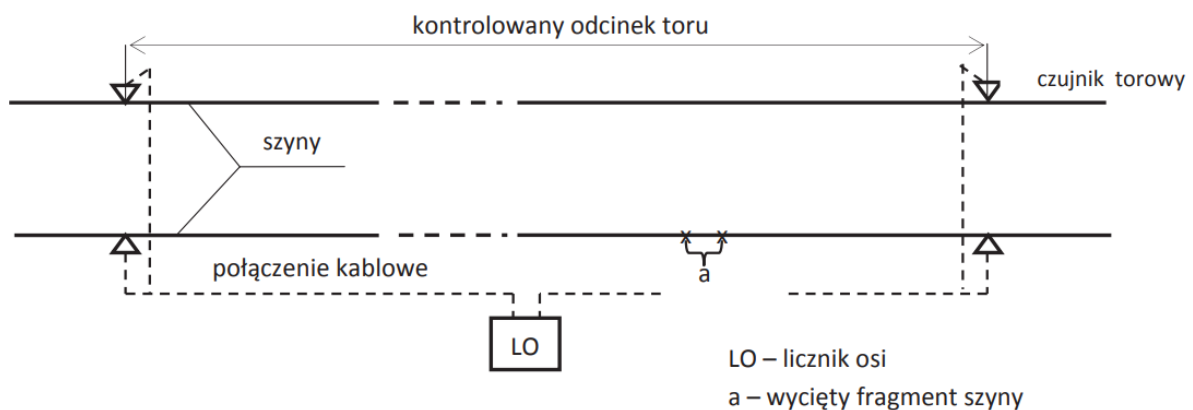 kontrolowany odcinek toru
czujnik torowy
szyny
połączenie kablowe
a
LO
LO – licznik osi
a – wycięty fragment szyny